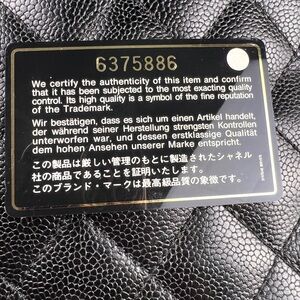 6375886
We certify the authenticity of this item and confirm
that it has been subjected to the most exacting quality
control. Its high quality is a symbol of the fine reputation
of the Trademark.
Wir bestätigen, dass es sich um einen Artikel handelt,
der während seiner Herstellung strengsten Kontrollen
unterworfen war, und dessen erstklassige Qualität
dem hohen Ansehen unserer Marke entspricht.
この製品は厳しい管理のもとに製造されたシャネル
社の商品であることを証明いたします。
このブランド・マークは最高級品質の象徴です。